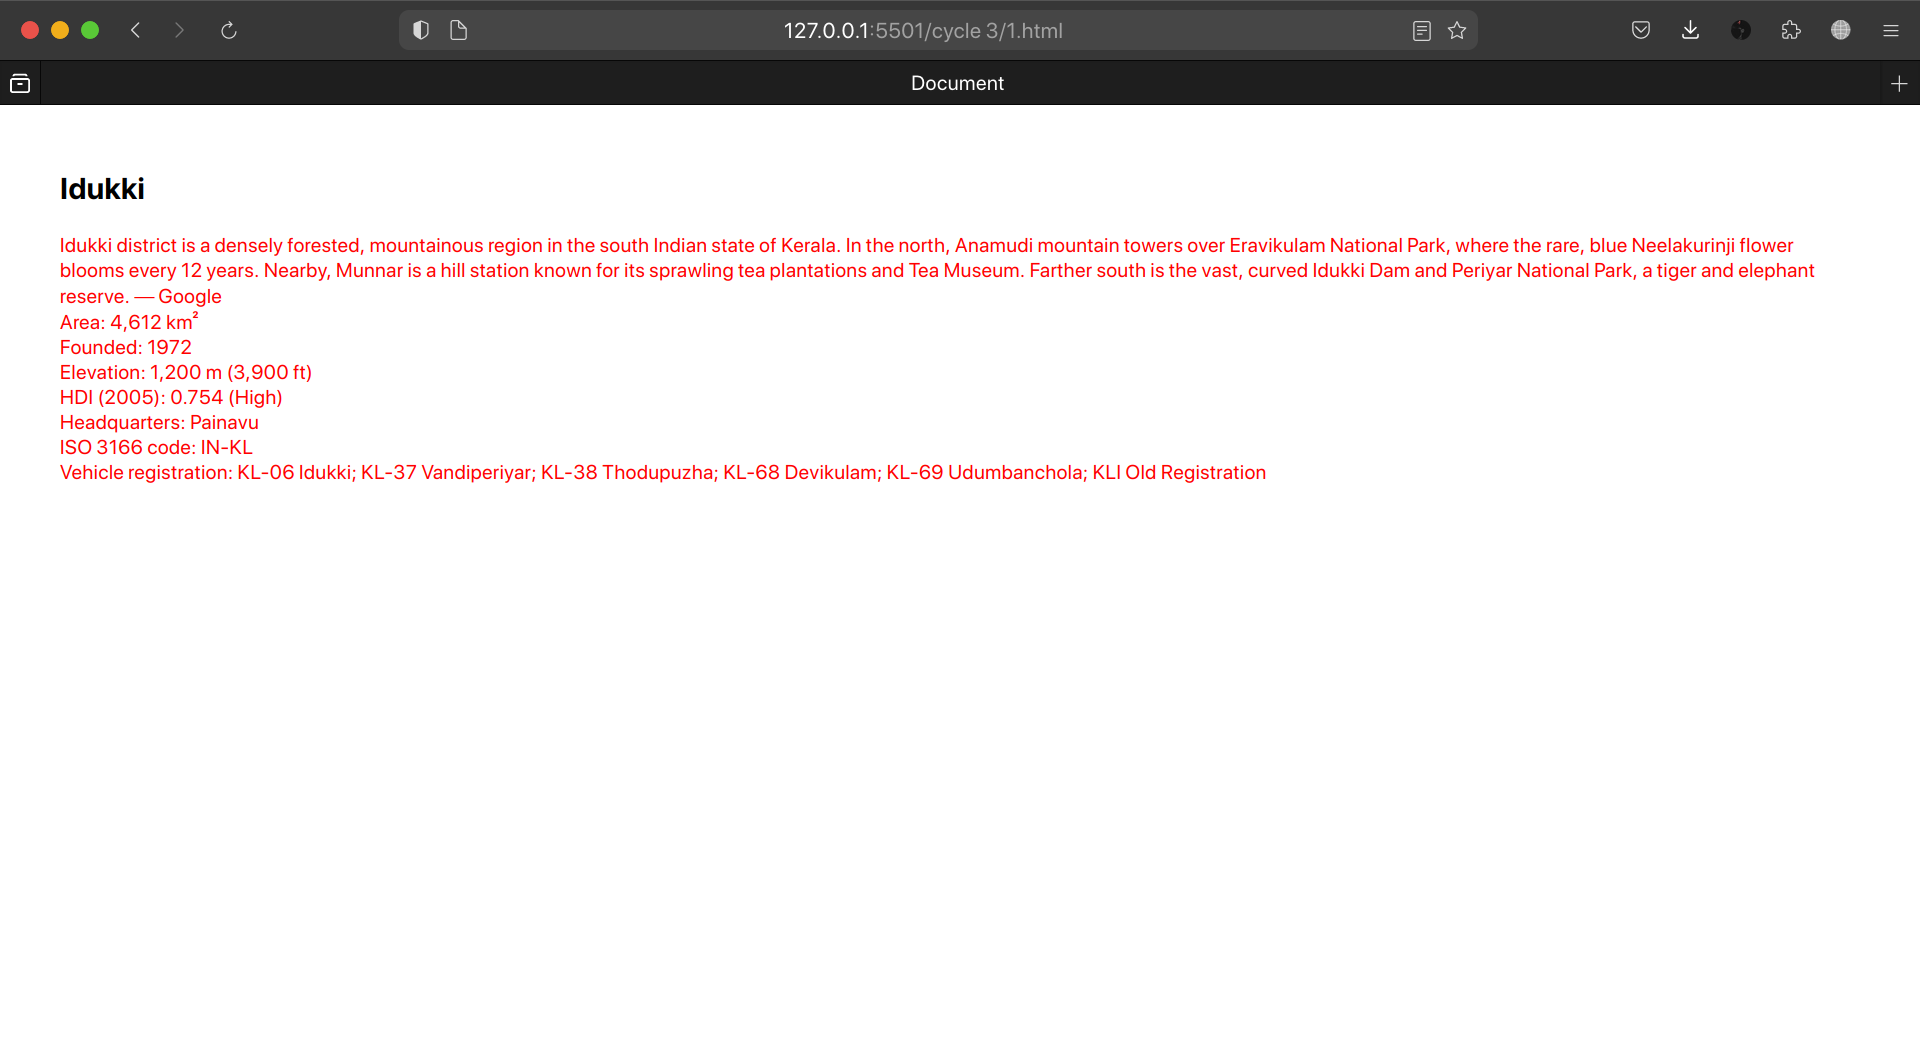 127.0.0.1:5501/cycle 3/1.html
Document
Idukki
Idukki district is a densely forested, mountainous region in the south Indian state of Kerala. In the north, Anamudi mountain towers over Eravikulam National Park, where the rare, blue Neelakurinji flower
blooms every 12 years. Nearby, Munnar is a hill station known for its sprawling tea plantations and Tea Museum. Farther south is the vast, curved Idukki Dam and Periyar National Park, a tiger and elephant
reserve. — Google
Area: 4,612 km²
Founded: 1972
Elevation: 1,200 m (3,900 ft)
HDI (2005): 0.754 (High)
Headquarters: Painavu
ISO 3166 code: IN-KL
Vehicle registration: KL-06 Idukki; KL-37 Vandiperiyar; KL-38 Thodupuzha; KL-68 Devikulam; KL-69 Udumbanchola; KLI Old Registration